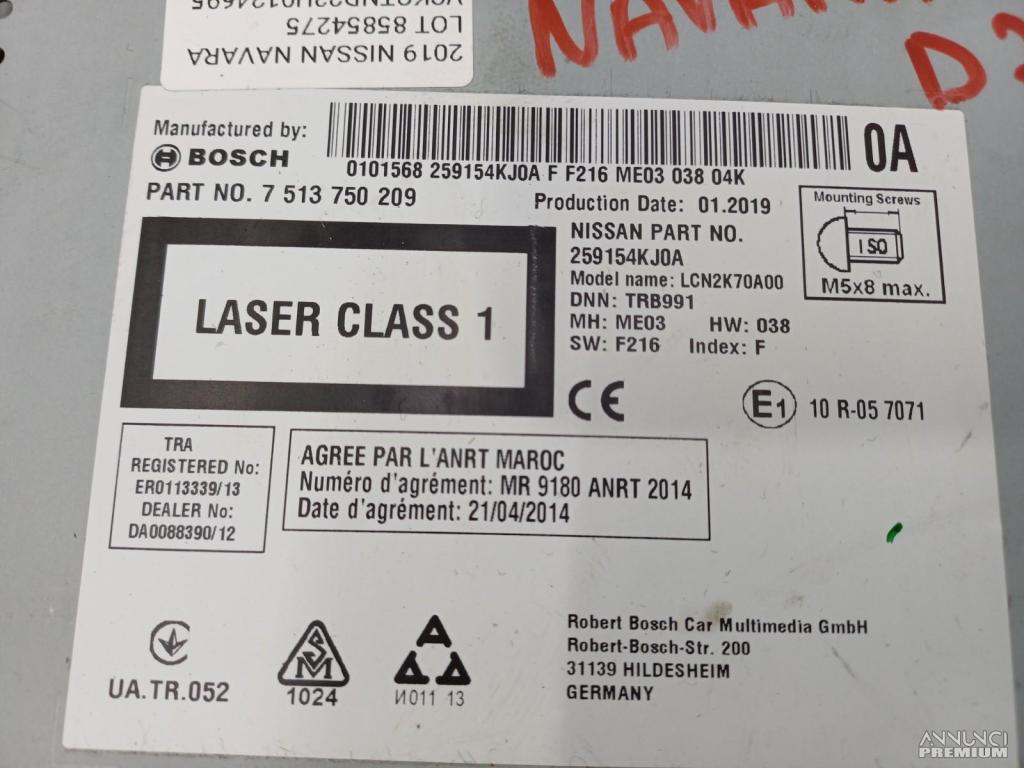 2019 NISSAN NAVARA
LOT 85854275
NAVARA
D
Manufactured by:
BOSCH
0101568 259154KJ0A F F216 ME03 038 04K
0A
PART NO. 7 513 750 209
Production Date: 01.2019
Mounting Screws
ISO
M5x8 max.
NISSAN PART NO.
259154KJ0A
Model name: LCN2K70A00
DNN: TRB991
MH: ME03 HW: 038
SW: F216 Index: F
LASER CLASS 1
CE
E1 10 R-05 7071
TRA
REGISTERED No:
ER0113339/13
DEALER No:
DA0088390/12
AGREE PAR L'ANRT MAROC
Numéro d'agrément: MR 9180 ANRT 2014
Date d'agrément: 21/04/2014
UA.TR.052
1024
И011 13
Robert Bosch Car Multimedia GmbH
Robert-Bosch-Str. 200
31139 HILDESHEIM
GERMANY
ANNUNCI
PREMIUM